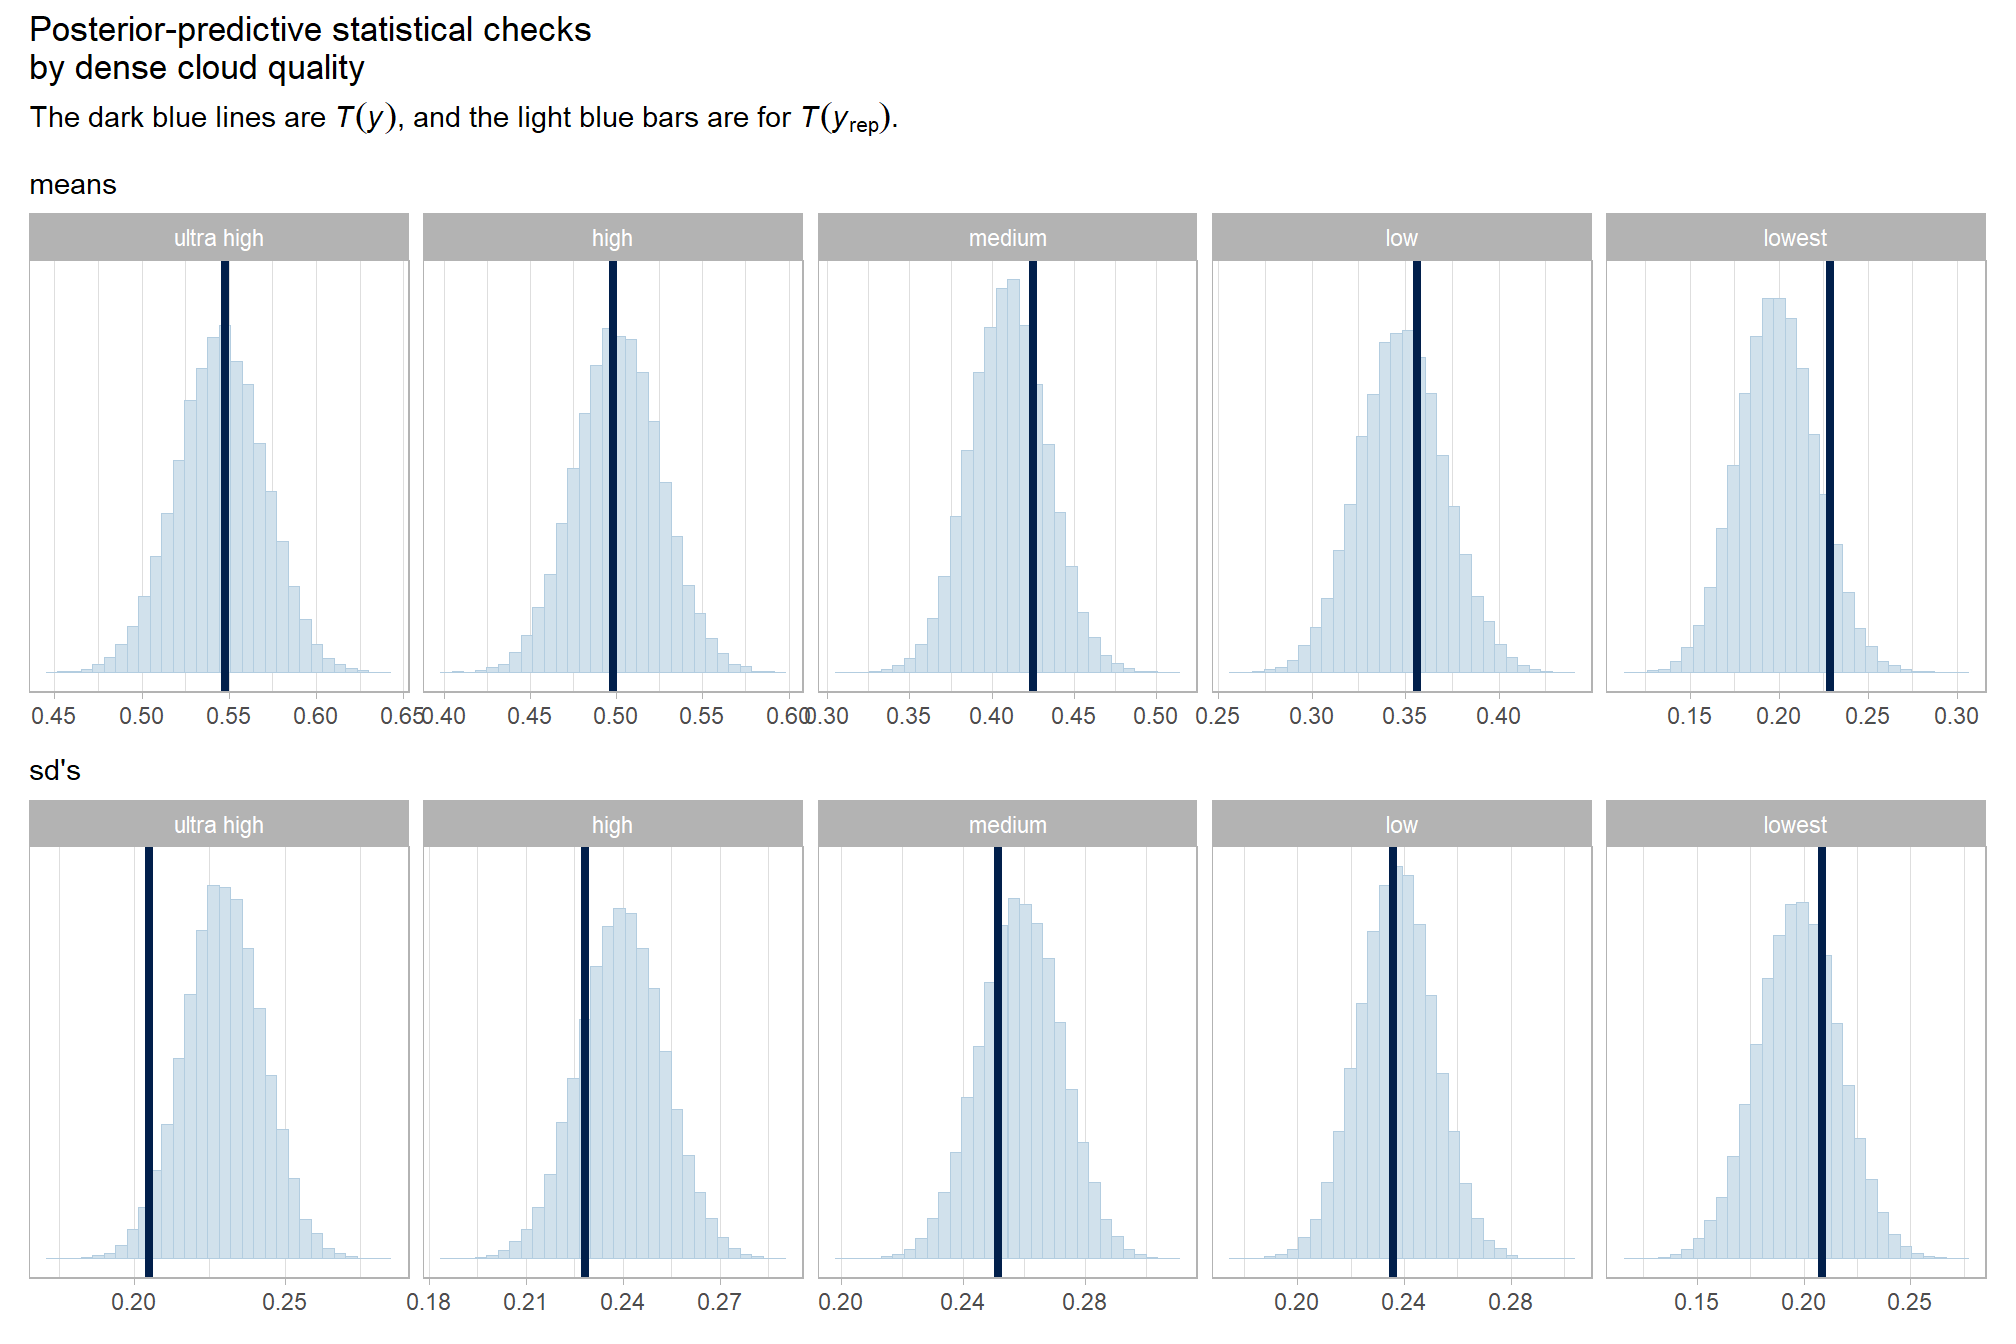 Posterior-predictive statistical checks
by dense cloud quality
The dark blue lines are T(y), and the light blue bars are for T(y_rep).
means
ultra high high medium low lowest
0.45 0.50 0.55 0.60 0.65 0.40 0.45 0.50 0.55 0.60 0.30 0.35 0.40 0.45 0.50 0.25 0.30 0.35 0.40 0.15 0.20 0.25 0.30
sd's
ultra high high medium low lowest
0.20 0.25 0.18 0.21 0.24 0.27 0.20 0.24 0.28 0.20 0.24 0.28 0.15 0.20 0.25